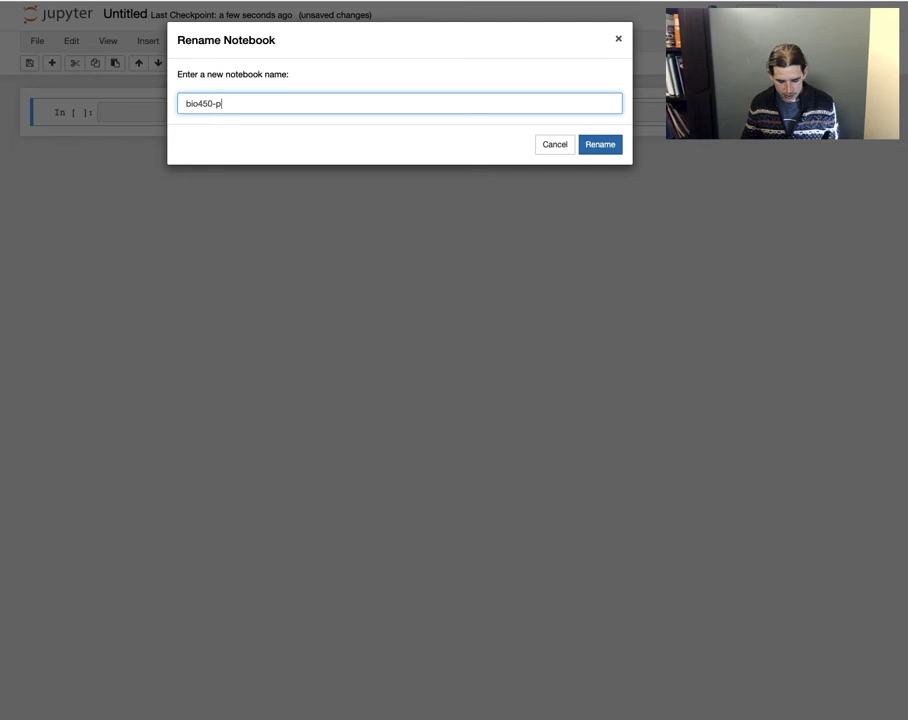 jupyter Untitled Last Checkpoint: a few seconds ago (unsaved changes)
File Edit View Insert
Rename Notebook ×
Enter a new notebook name:
bio450-p
Cancel Rename
In [ ]: